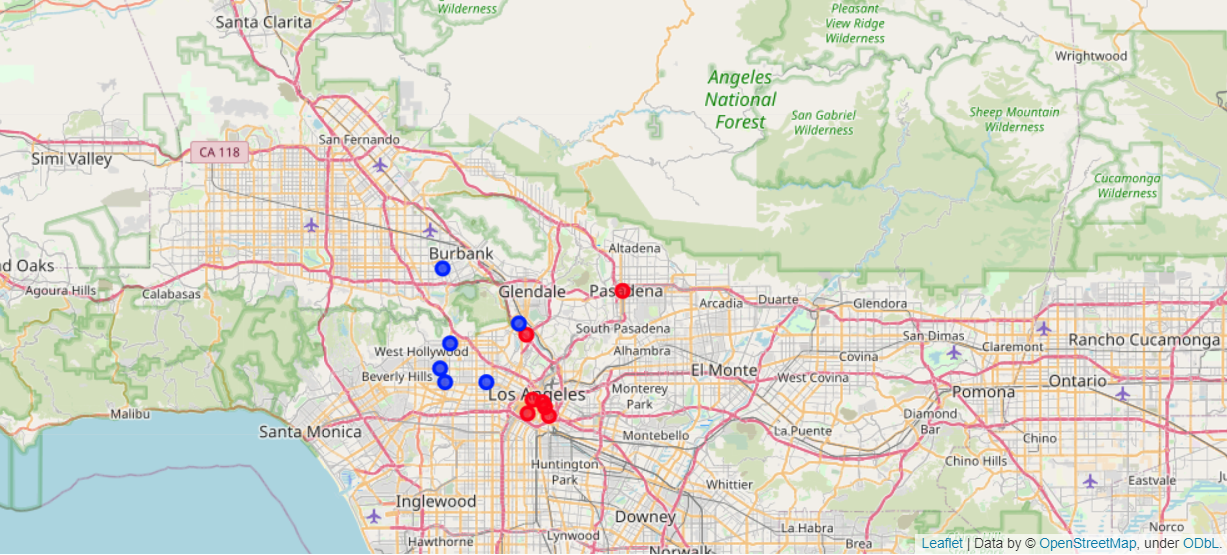 Wilderness
Santa Clarita
Pleasant
View Ridge
Wilderness
Wrightwood
Angeles
National
Forest
San Gabriel
Wilderness
Sheep Mountain
Wilderness
San Fernando
CA 118
Simi Valley
Cucamonga
Wilderness
Altadena
Burbank
ad Oaks
Agoura Hills
Calabasas
Glendale
Pasadena
Arcadia
Duarte
Glendora
South Pasadena
San Dimas
Claremont
Rancho Cucamonga
West Hollywood
Alhambra
Covina
Beverly Hills
El Monte
West Covina
Ontario
Los Angeles
Monterey
Park
Pomona
Malibu
Santa Monica
Diamond
Bar
La Puente
Montebello
Chino
Chino Hills
Huntington
Park
Whittier
Eastvale
Ju
Inglewood
Downey
La Habra
Norco
Hawthorne
Lynwood
Norwalk
Brea
Leaflet | Data by © OpenStreetMap, under ODbL.